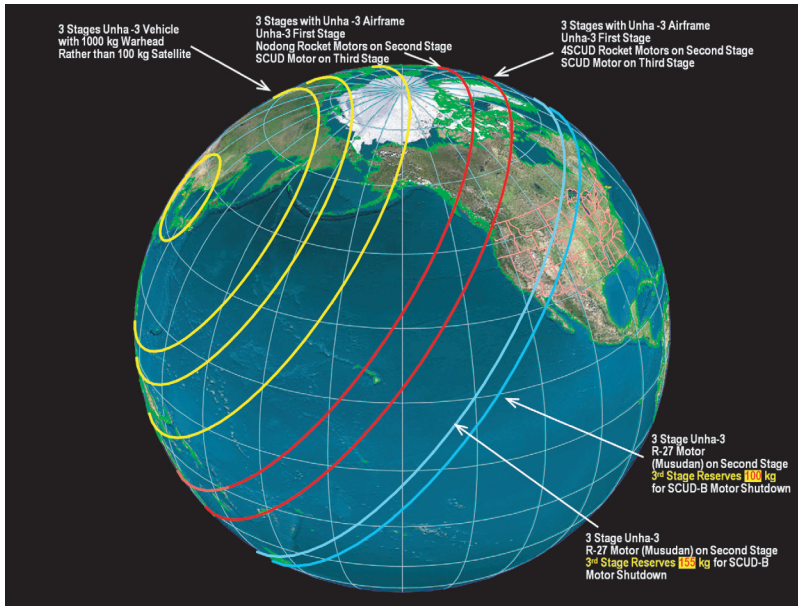 3 Stages Unha -3 Vehicle
with 1000 kg Warhead
Rather than 100 kg Satellite
3 Stages with Unha -3 Airframe
Unha-3 First Stage
Nodong Rocket Motors on Second Stage
SCUD Motor on Third Stage
3 Stages with Unha -3 Airframe
Unha-3 First Stage
4SCUD Rocket Motors on Second Stage
SCUD Motor on Third Stage
3 Stage Unha-3
R-27 Motor
(Musudan) on Second Stage
3rd Stage Reserves 100 kg
for SCUD-B Motor Shutdown
3 Stage Unha-3
R-27 Motor (Musudan) on Second Stage
3rd Stage Reserves 155 kg for SCUD-B
Motor Shutdown